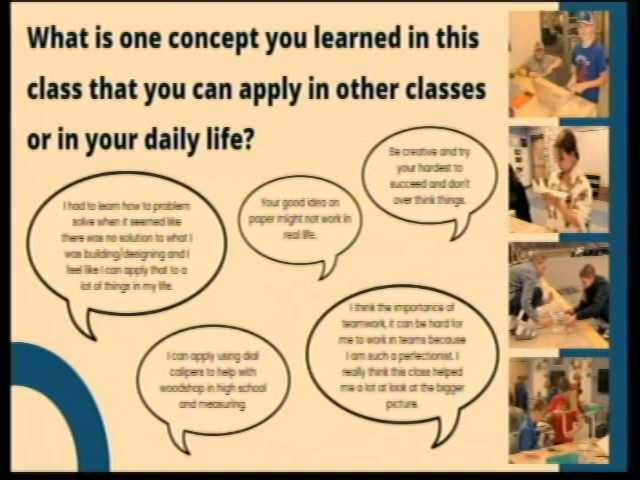 What is one concept you learned in this
class that you can apply in other classes
or in your daily life?
Be creative and try
your hardest to
succeed and don't
over think things.
I had to learn how to problem
solve when it seemed like
there was no solution to what I
was building/designing and I
feel like I can apply that to a
lot of things in my life.
Your good idea on
paper might not work in
real life.
I think the importance of
teamwork, it can be hard for
me to work in teams because
I am such a perfectionist. I
really think this class helped
me a lot at look at the bigger
picture.
I can apply using dial
calipers to help with
woodshop in high school
and measuring.